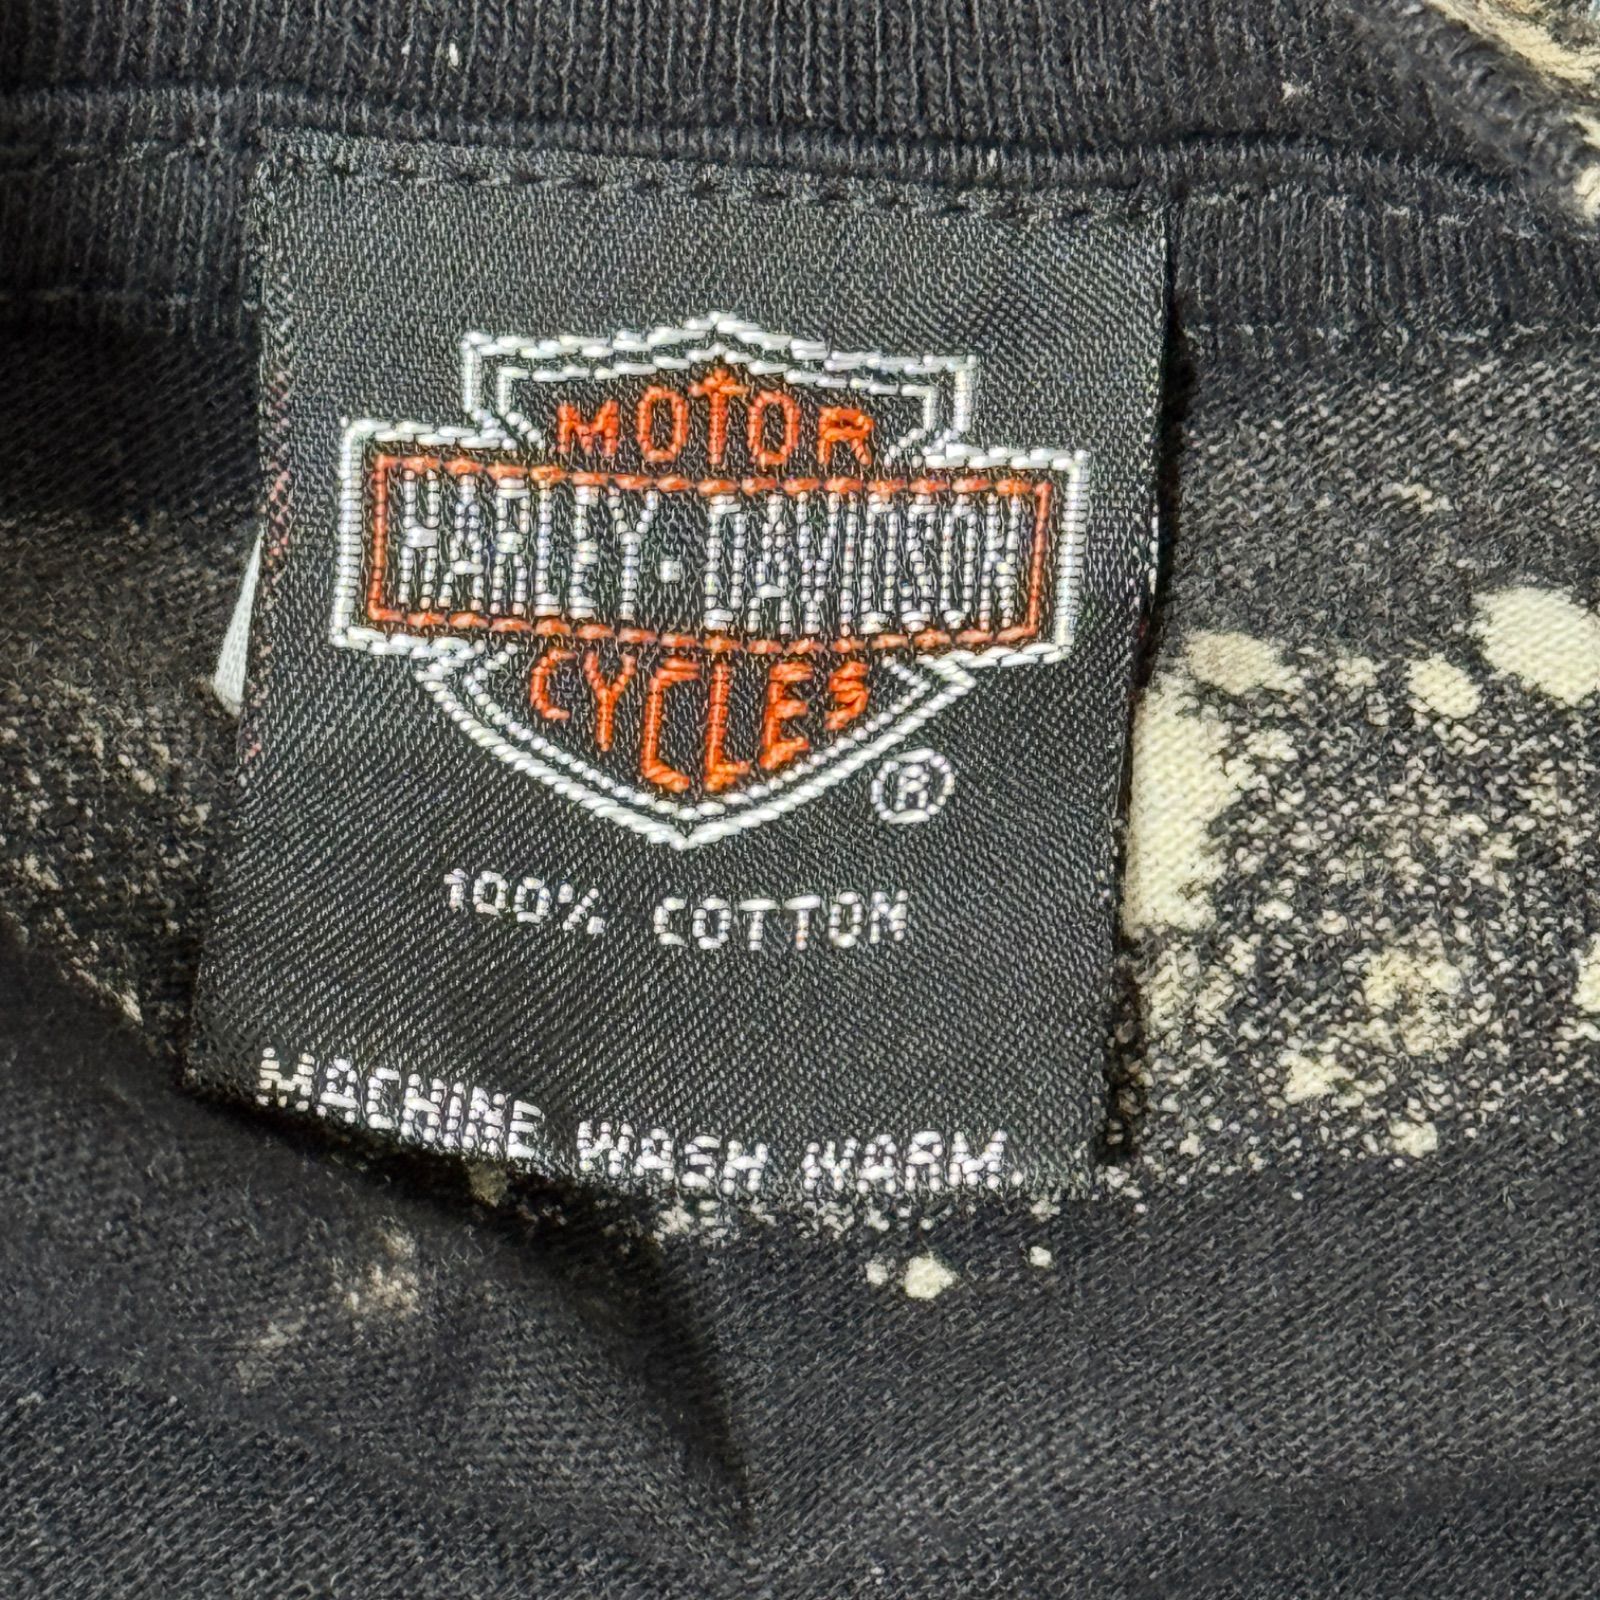 MOTOR
HARLEY-DAVIDSON
CYCLES
®
100% COTTON
MACHINE WASH WARM.